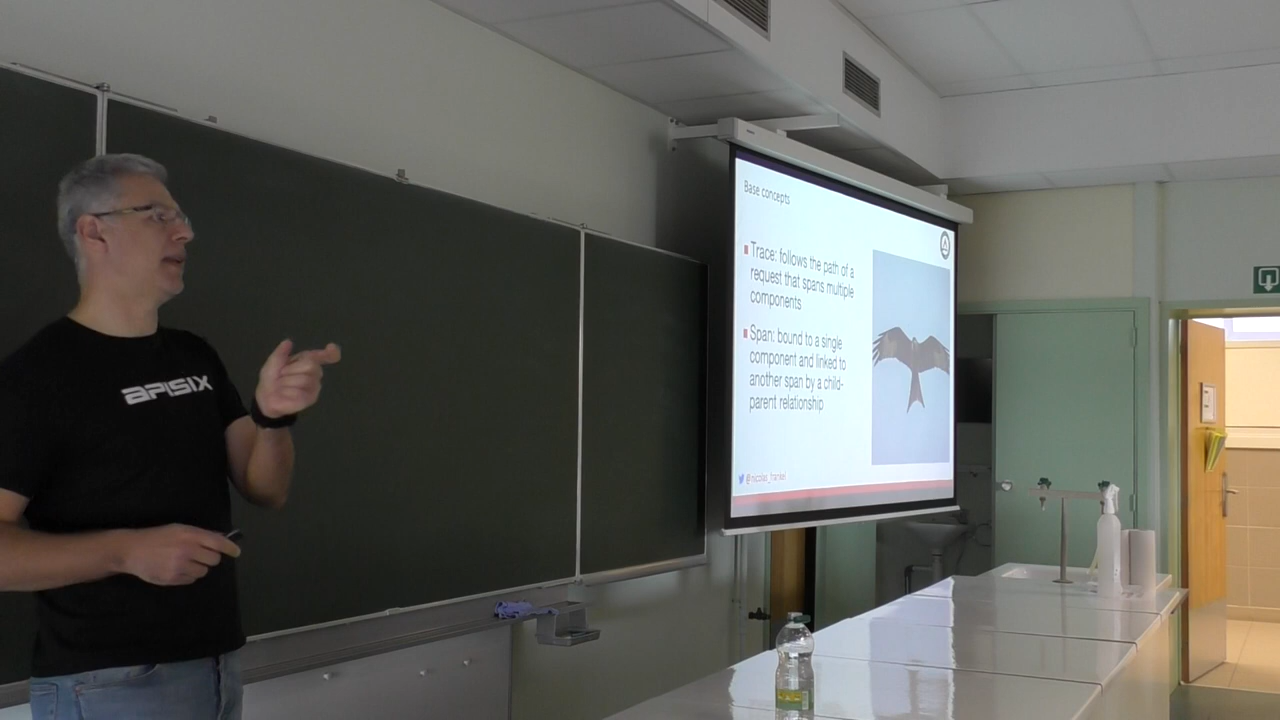 APISIX
Base concepts
Trace: follows the path of a
request that spans multiple
components
Span: bound to a single
component and linked to
another span by a child-
parent relationship
@nicolas_frankel